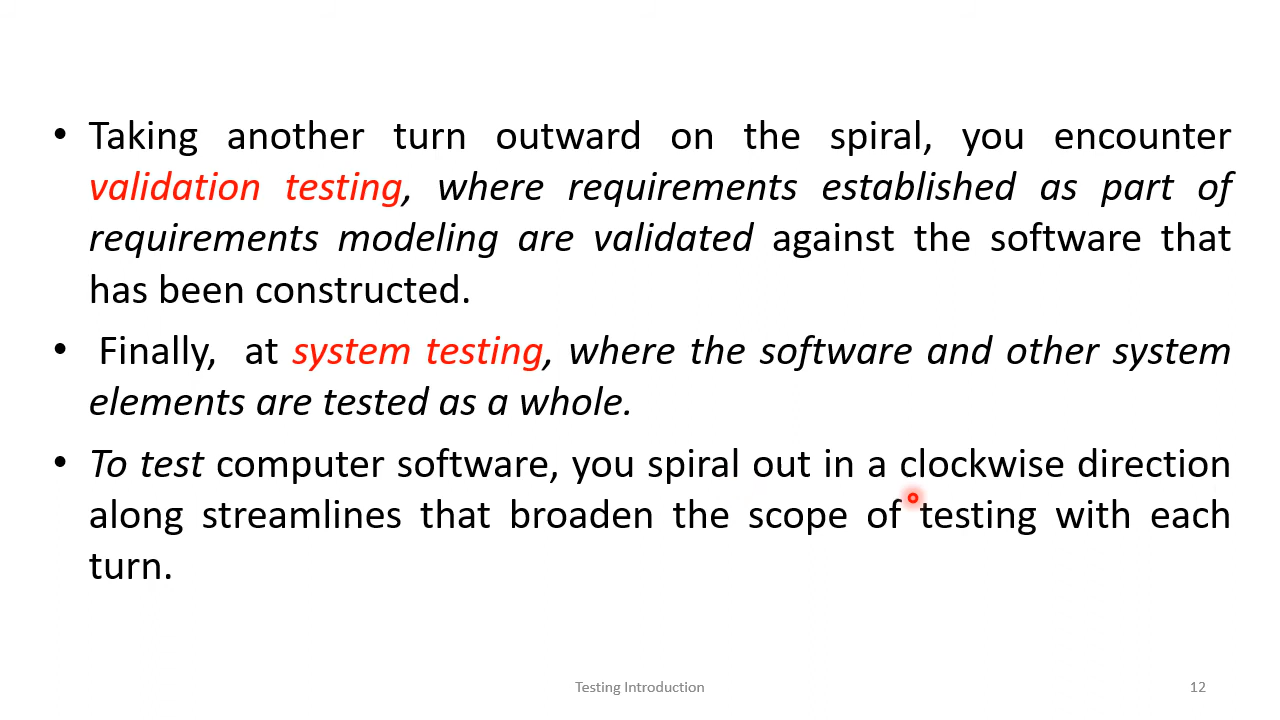 • Taking another turn outward on the spiral, you encounter
validation testing, where requirements established as part of
requirements modeling are validated against the software that
has been constructed.
• Finally, at system testing, where the software and other system
elements are tested as a whole.
• To test computer software, you spiral out in a clockwise direction
along streamlines that broaden the scope of testing with each
turn.
Testing Introduction
12